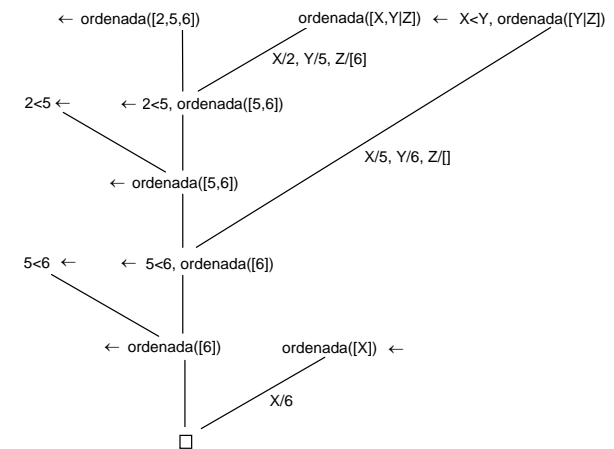 ← ordenada([2,5,6])
ordenada([X,Y|Z]) ← X<Y, ordenada([Y|Z])
X/2, Y/5, Z/[6]
2<5 ←
← 2<5, ordenada([5,6])
X/5, Y/6, Z/[]
← ordenada([5,6])
5<6 ←
← 5<6, ordenada([6])
← ordenada([6])
ordenada([X]) ←
X/6